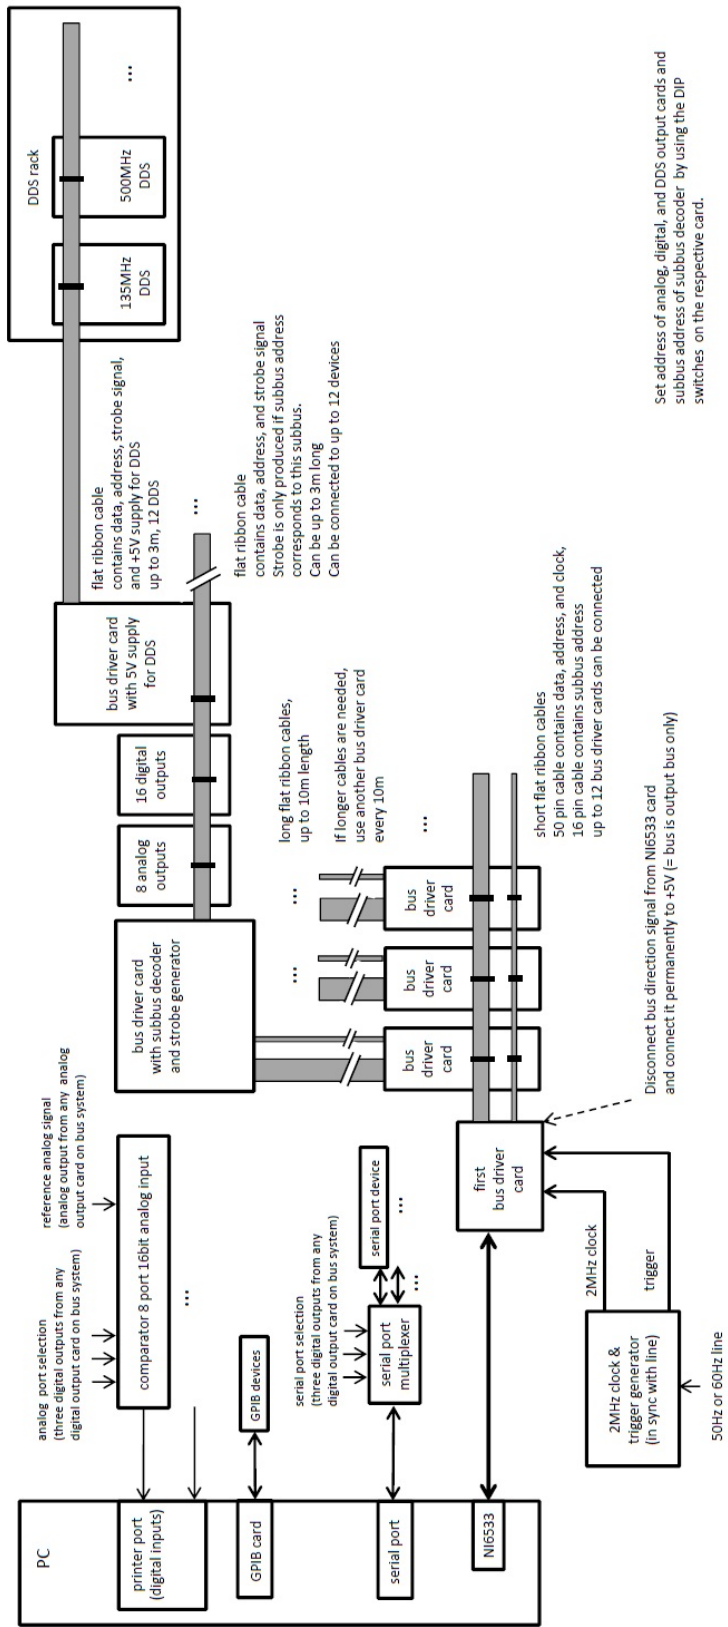 PC
printer port
(digital inputs)
GPIB card
serial port
NI6533
analog port selection
(three digital outputs from any
digital output card on bus system)
reference analog signal
(analog output from any analog
output card on bus system)
comparator 8 port 16bit analog input
...
GPIB devices
serial port selection
(three digital outputs from any
digital output card on bus system)
serial port
multiplexer
serial port device
...
...
2MHz clock &
trigger generator
(in sync with line)
50Hz or 60Hz line
2MHz clock
trigger
first
bus driver
card
Disconnect bus direction signal from NI6533 card
and connect it permanently to +5V (= bus is output bus only)
bus driver card
with subbus decoder
and strobe generator
bus
driver
card
bus
driver
card
bus
driver
card
...
...
...
long flat ribbon cables,
up to 10m length
If longer cables are needed,
use another bus driver card
every 10m
short flat ribbon cables
50 pin cable contains data, address, and clock,
16 pin cable contains subbus address
up to 12 bus driver cards can be connected
8 analog
outputs
16 digital
outputs
bus driver card
with 5V supply
for DDS
...
flat ribbon cable
contains data, address, strobe signal,
and +5V supply for DDS
up to 3m, 12 DDS
flat ribbon cable
contains data, address, and strobe signal
Strobe is only produced if subbus address
corresponds to this subbus.
Can be up to 3m long
Can be connected to up to 12 devices
DDS rack
135MHz
DDS
500MHz
DDS
...
Set address of analog, digital, and DDS output cards and
subbus address of subbus decoder by using the DIP
switches on the respective card.